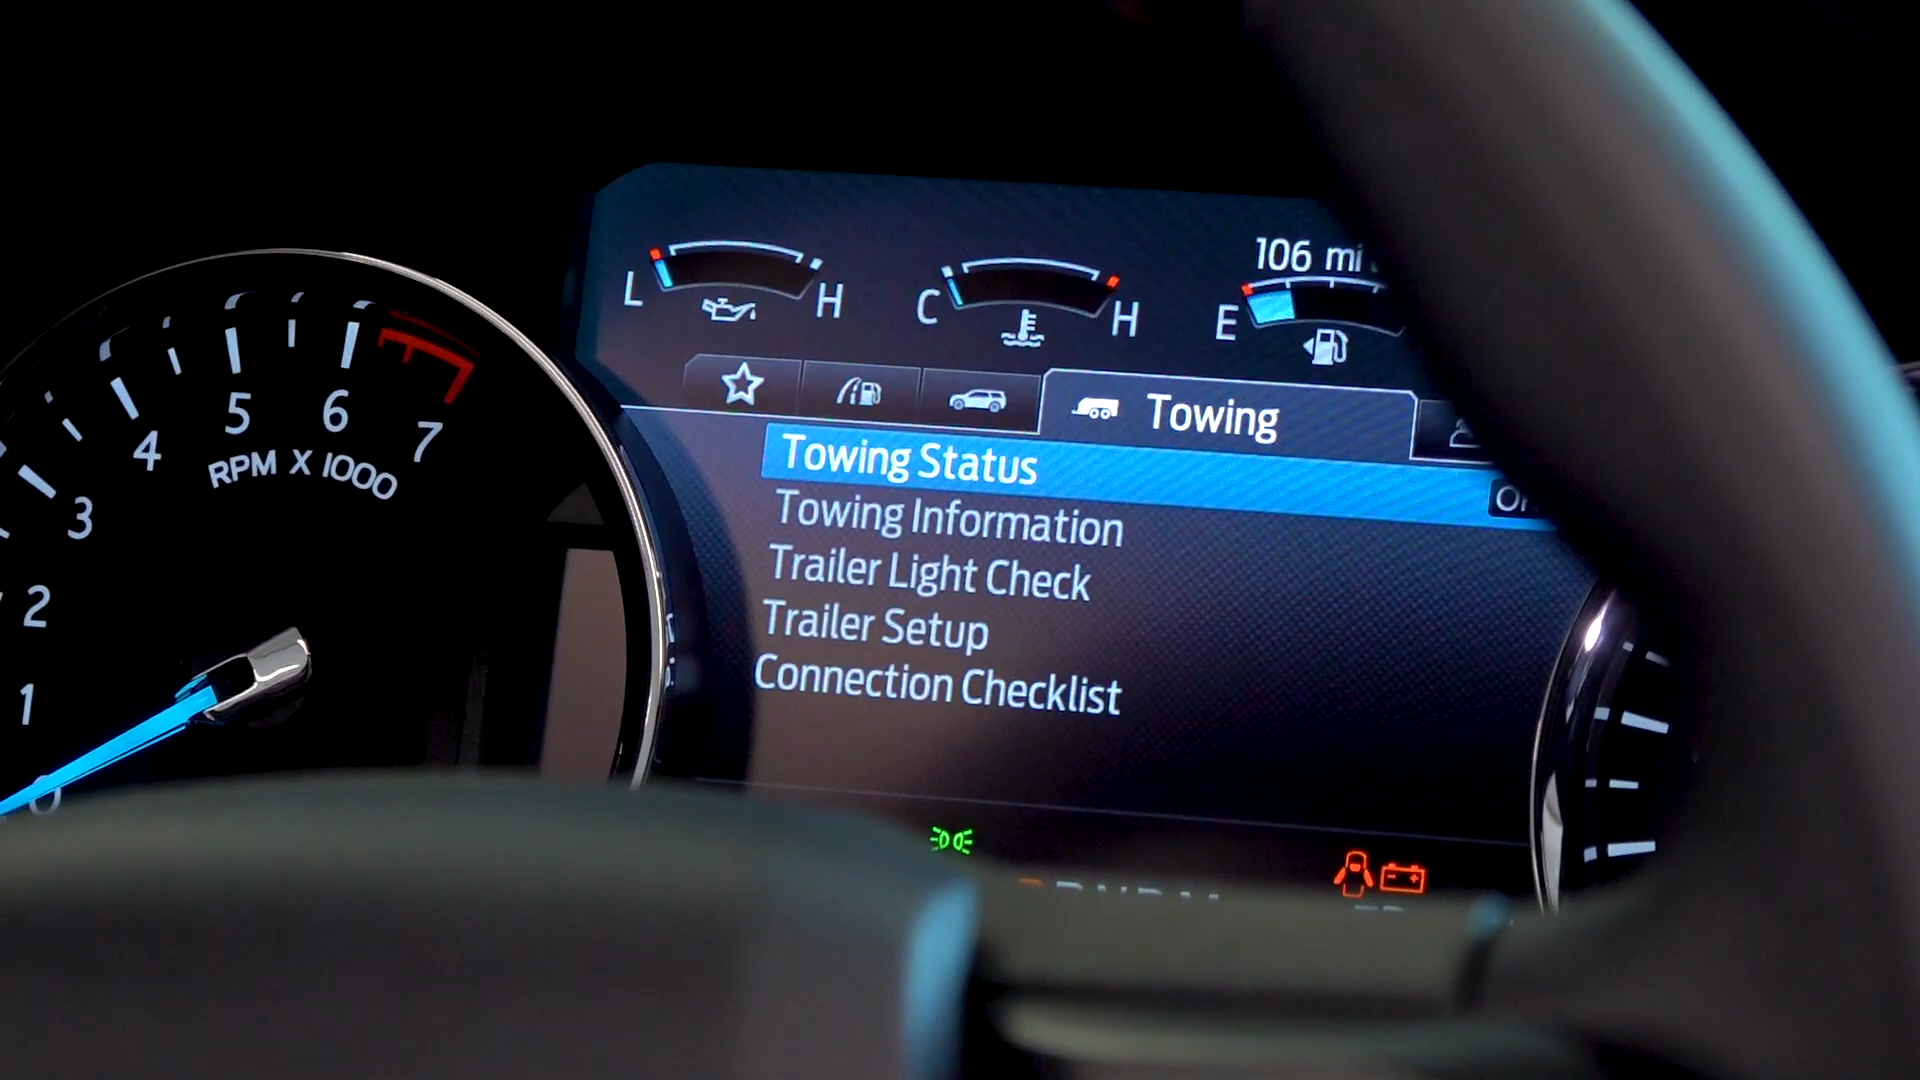 106 mi
L H
C H
E
Towing
Towing Status
Towing Information
Trailer Light Check
Trailer Setup
Connection Checklist
0
1
2
3
4
5
6
7
RPM X 1000